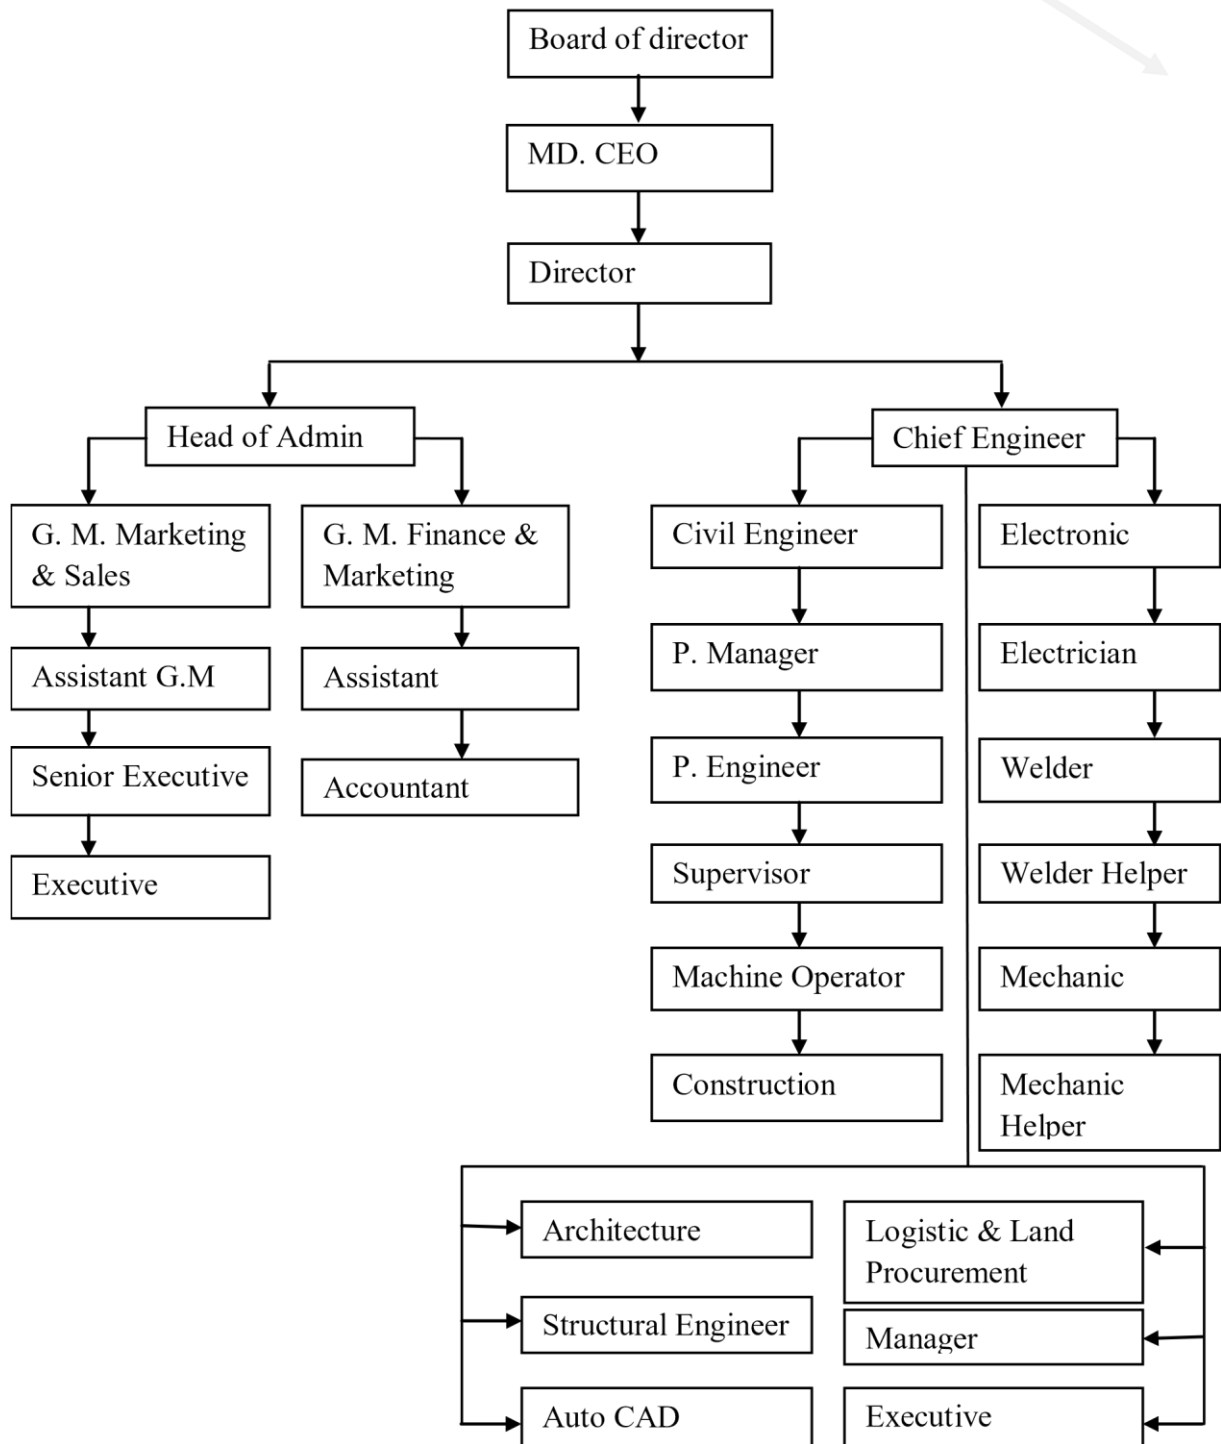 Board of director
MD. CEO
Director
Head of Admin
Chief Engineer
G. M. Marketing
& Sales
G. M. Finance &
Marketing
Civil Engineer
Electronic
Assistant G.M
Assistant
P. Manager
Electrician
Senior Executive
Accountant
P. Engineer
Welder
Executive
Supervisor
Welder Helper
Machine Operator
Mechanic
Construction
Mechanic
Helper
Architecture
Logistic & Land
Procurement
Structural Engineer
Manager
Auto CAD
Executive